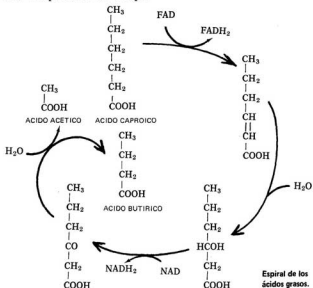 CH₃
CH₂
CH₂
CH₂
CH₂
COOH
ACIDO CAPROICO
FAD
FADH₂
CH₃
CH₂
CH₂
CH
CH
COOH
H₂O
CH₃
CH₂
CH₂
HCOH
CH₂
COOH
NAD
NADH₂
CH₃
CH₂
CH₂
CO
CH₂
COOH
H₂O
CH₃
COOH
ACIDO ACETICO
CH₃
CH₂
CH₂
COOH
ACIDO BUTIRICO
Espiral de los
ácidos grasos.